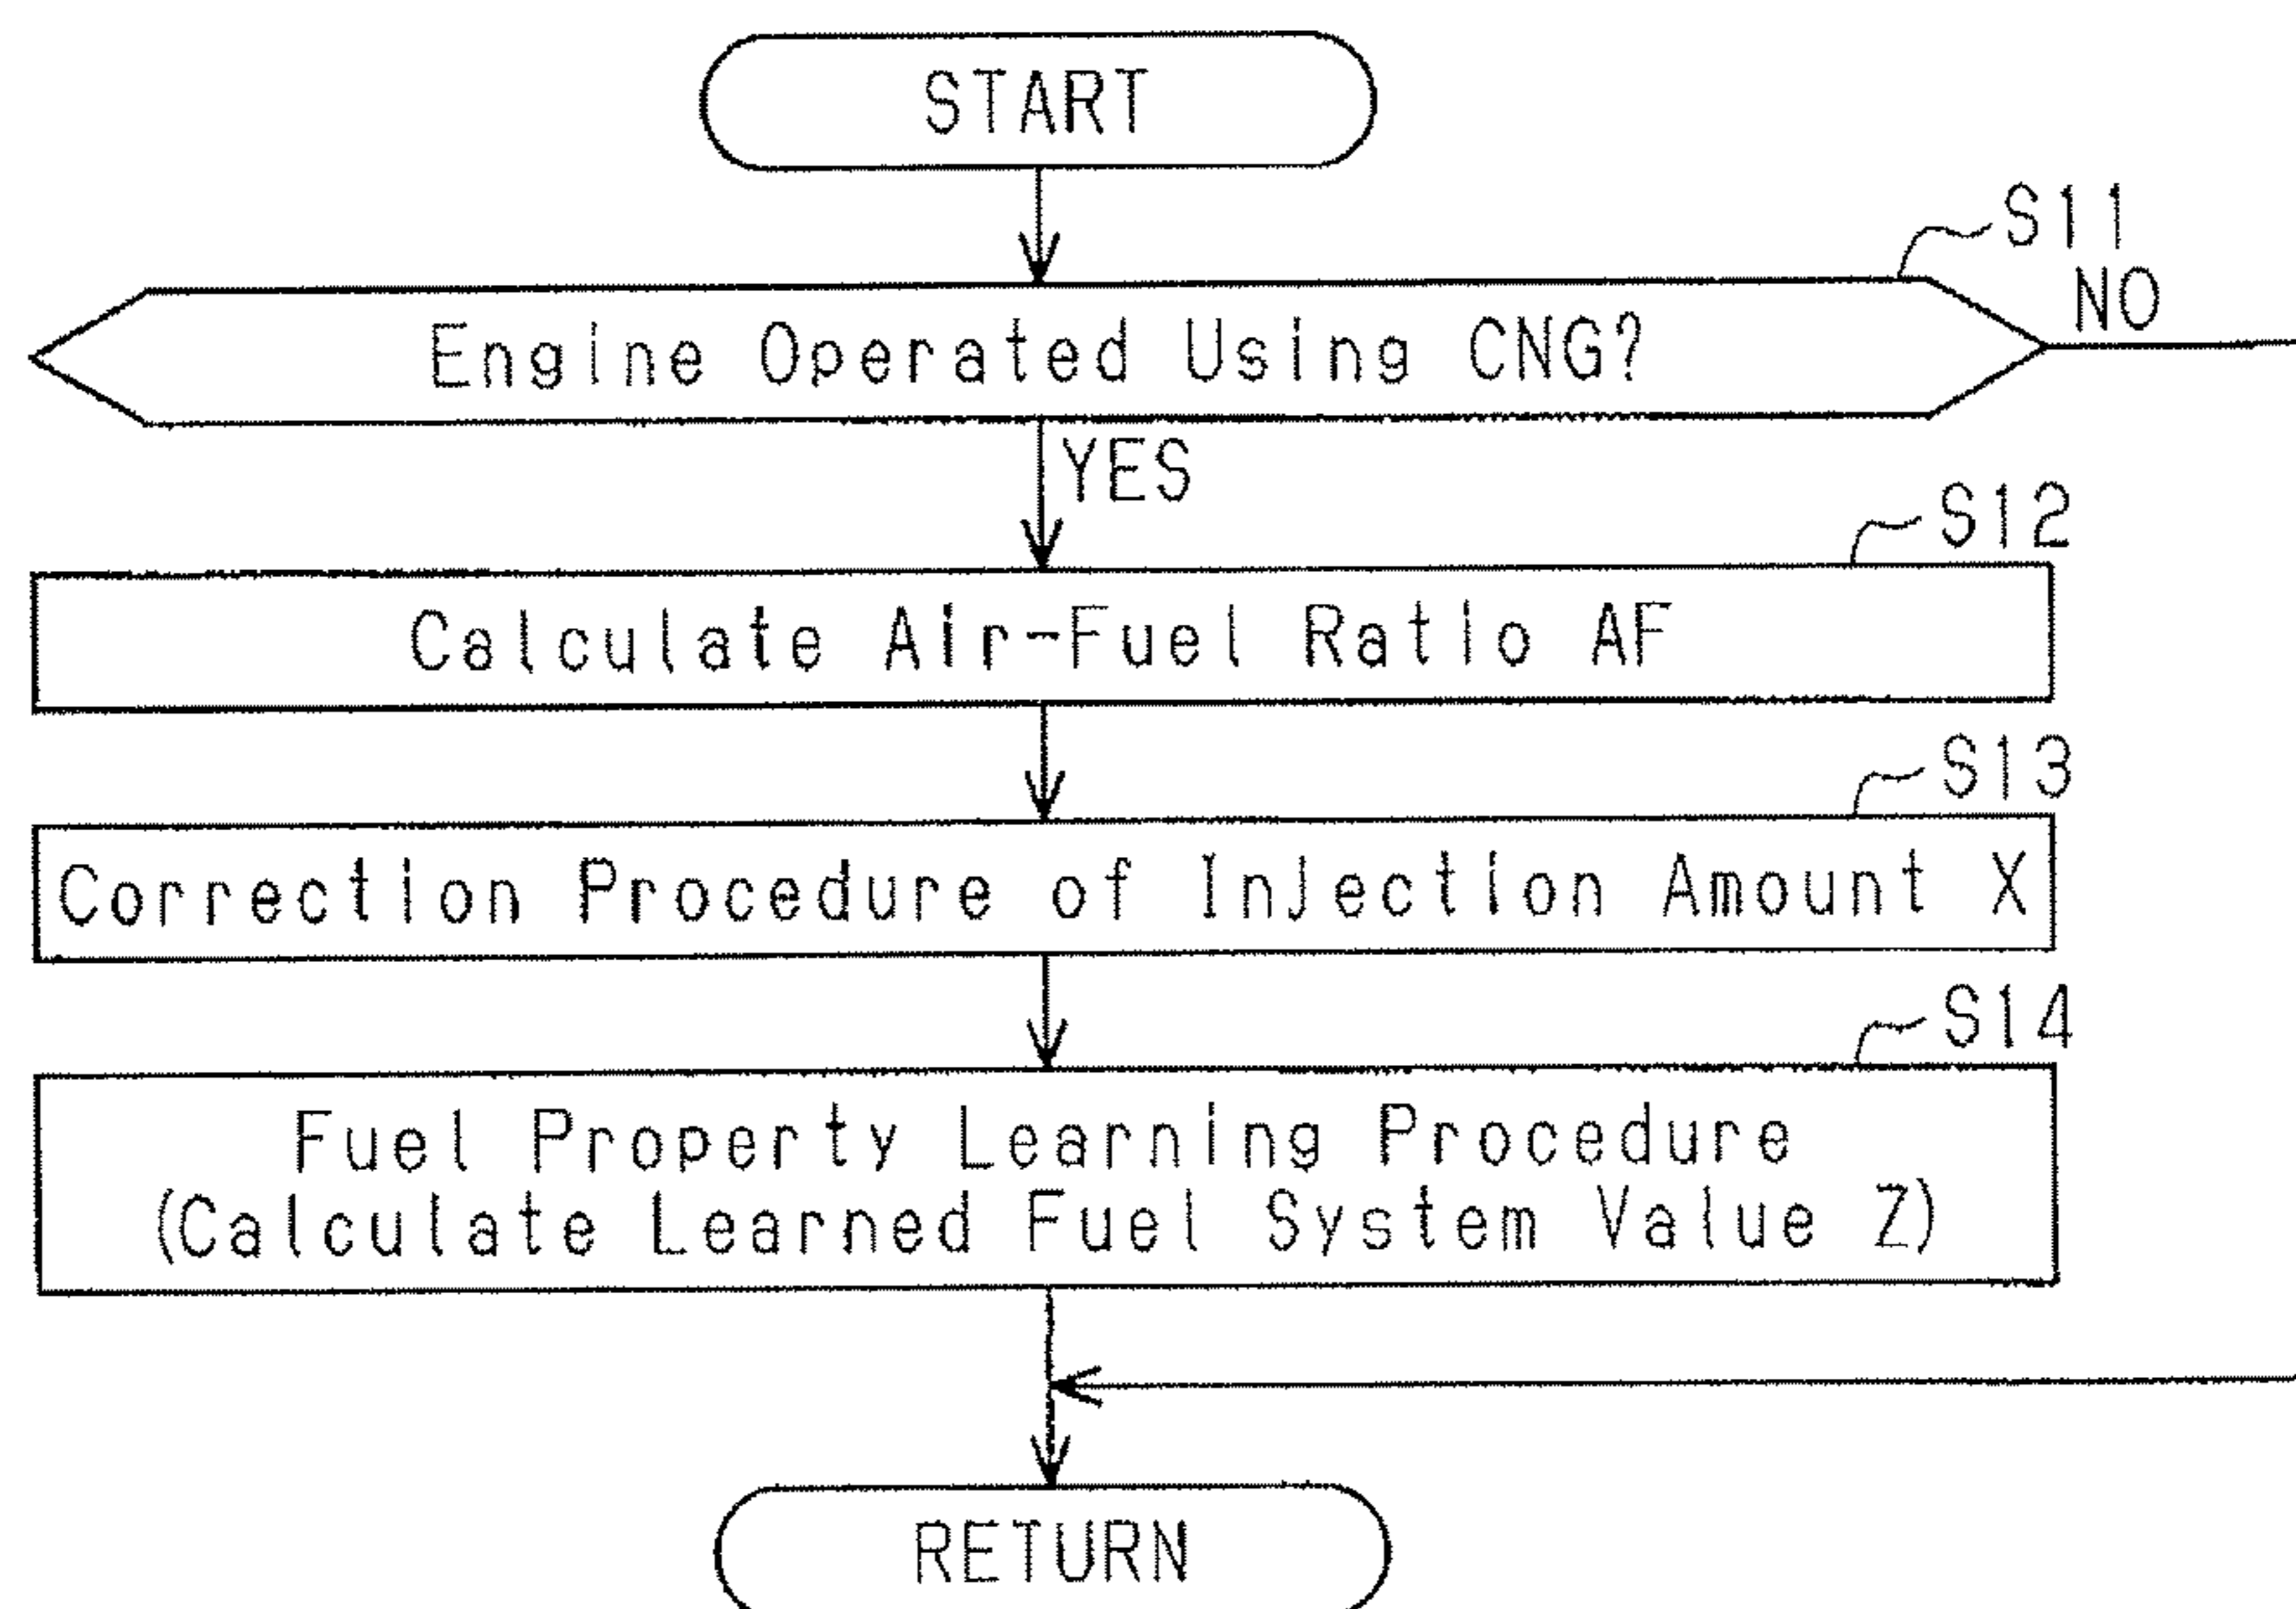 START
S11
NO
Engine Operated Using CNG?
YES
S12
Calculate Air-Fuel Ratio AF
S13
Correction Procedure of Injection Amount X
S14
Fuel Property Learning Procedure
(Calculate Learned Fuel System Value Z)
RETURN